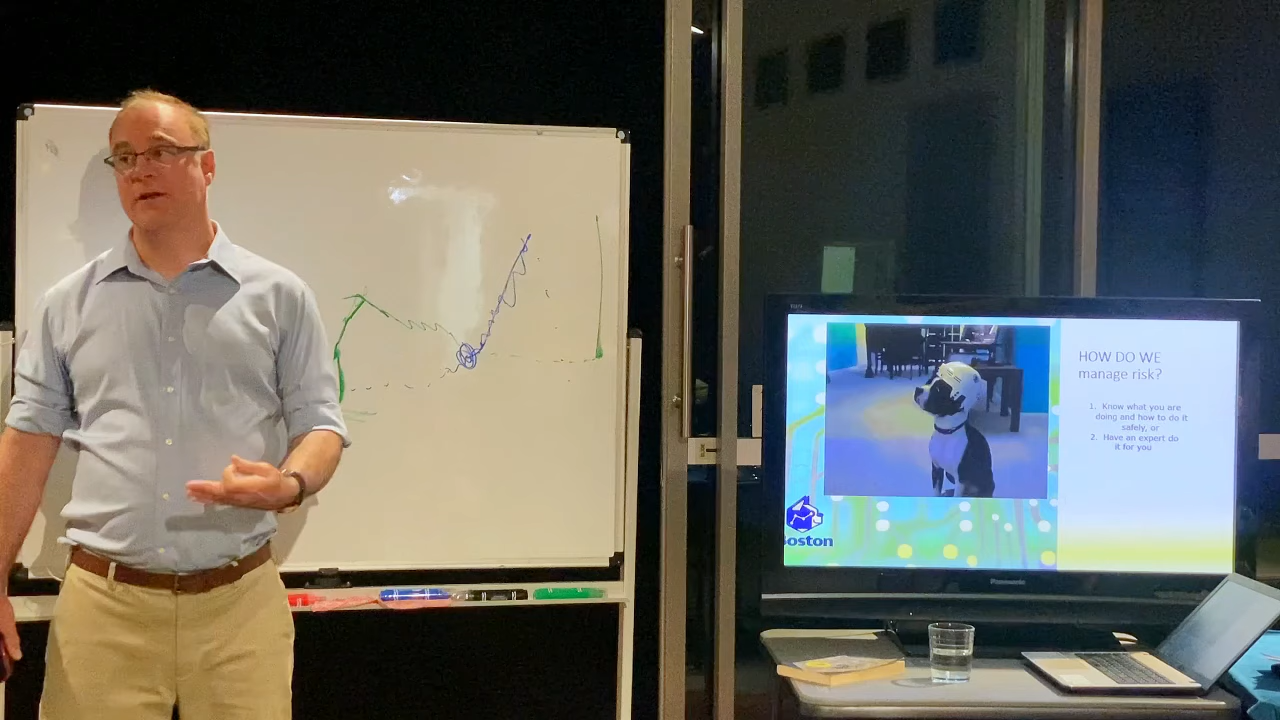 HOW DO WE
manage risk?
1. Know what you are
doing and how to do it
safely, or
2. Have an expert do
it for you
oston
Panasonic